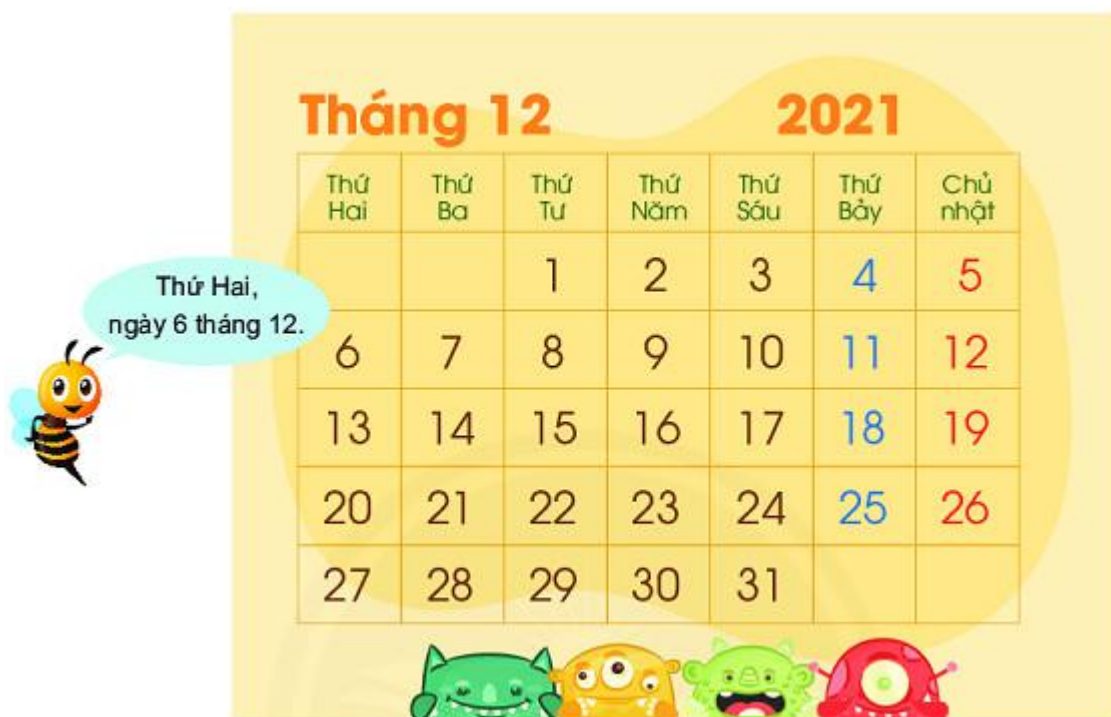 Tháng 12 2021
Thứ Hai Thứ Ba Thứ Tư Thứ Năm Thứ Sáu Thứ Bảy Chủ nhật
1 2 3 4 5
Thứ Hai,
ngày 6 tháng 12.
6 7 8 9 10 11 12
13 14 15 16 17 18 19
20 21 22 23 24 25 26
27 28 29 30 31